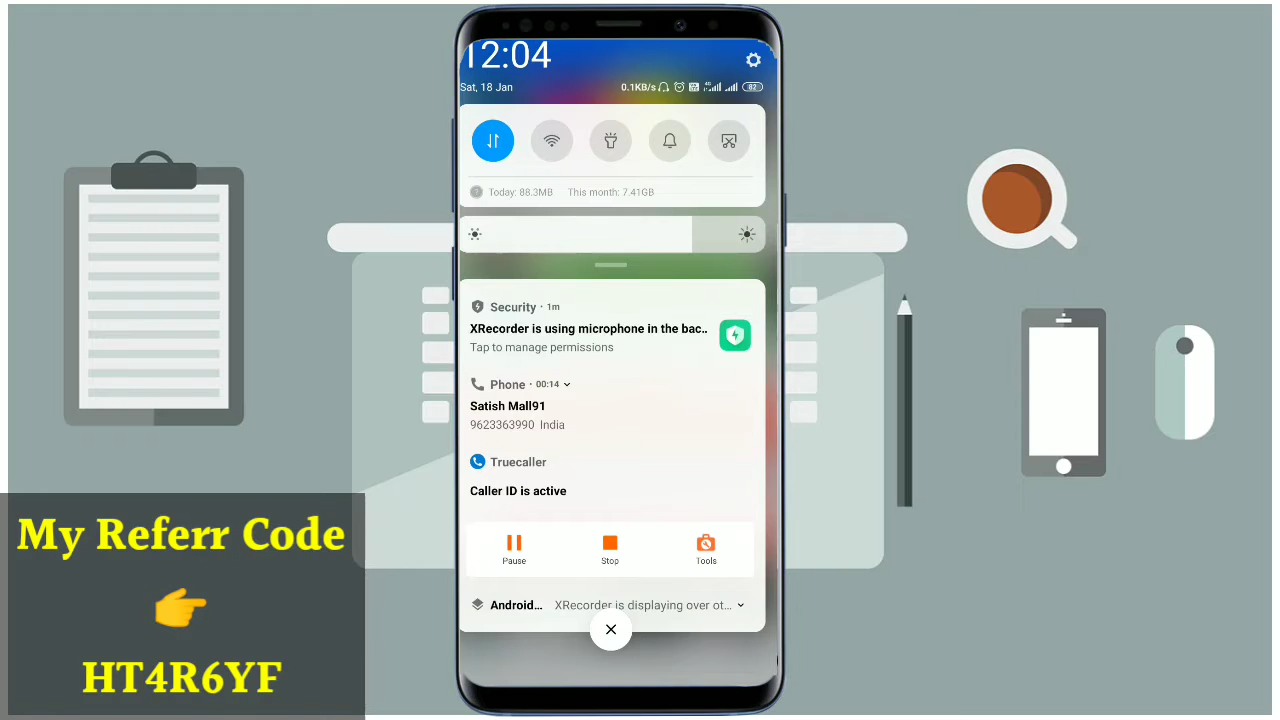 12:04
Sat, 18 Jan
0.1KB/s 4G 82
Today: 88.3MB This month: 7.41GB
Security · 1m
XRecorder is using microphone in the bac..
Tap to manage permissions
Phone · 00:14
Satish Mall91
9623363990 India
Truecaller
Caller ID is active
Pause Stop Tools
Android... XRecorder is displaying over ot...
My Referr Code
HT4R6YF